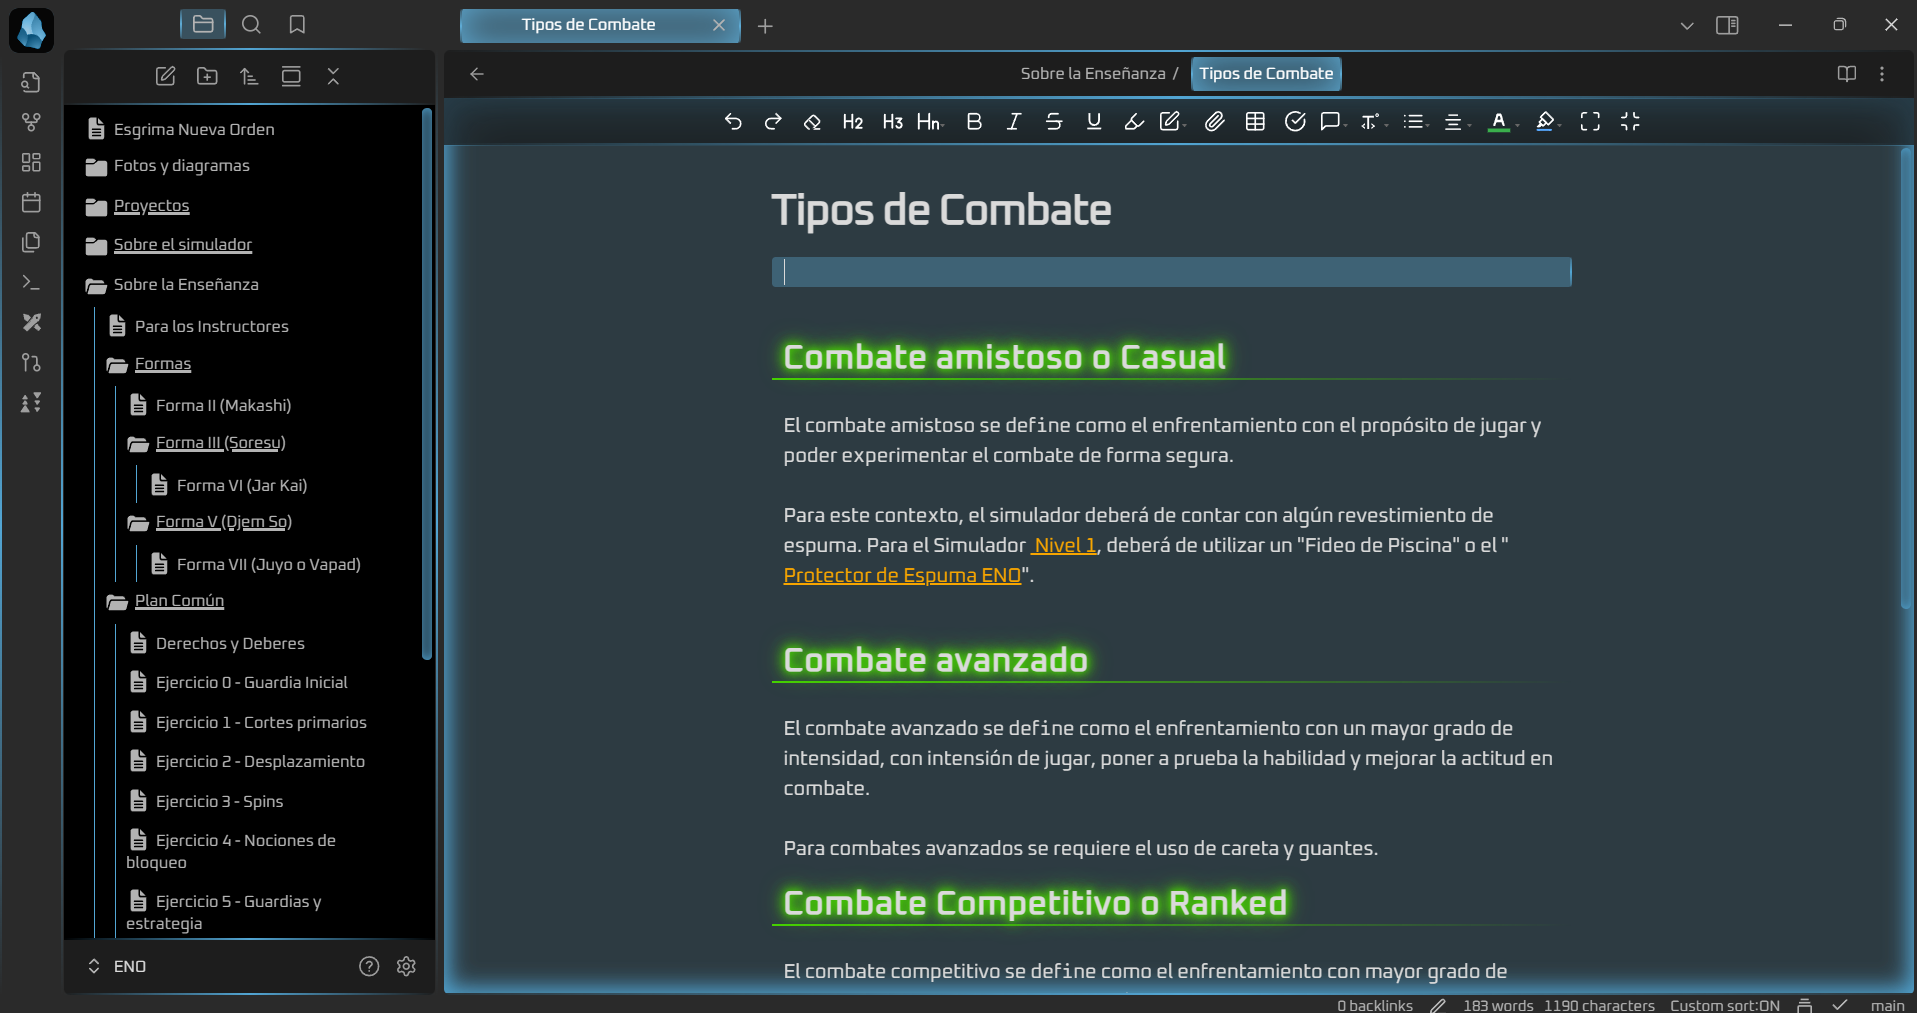 Tipos de Combate
Sobre la Enseñanza / Tipos de Combate
H2 H3 Hn B I S U A
Esgrima Nueva Orden
Fotos y diagramas
Proyectos
Sobre el simulador
Sobre la Enseñanza
Para los Instructores
Formas
Forma II (Makashi)
Forma III (Soresu)
Forma VI (Jar Kai)
Forma V (Djem So)
Forma VII (Juyo o Vapad)
Plan Común
Derechos y Deberes
Ejercicio 0 - Guardia Inicial
Ejercicio 1 - Cortes primarios
Ejercicio 2 - Desplazamiento
Ejercicio 3 - Spins
Ejercicio 4 - Nociones de
bloqueo
Ejercicio 5 - Guardias y
estrategia
ENO
Tipos de Combate
Combate amistoso o Casual
El combate amistoso se define como el enfrentamiento con el propósito de jugar y
poder experimentar el combate de forma segura.
Para este contexto, el simulador deberá de contar con algún revestimiento de
espuma. Para el Simulador Nivel 1, deberá de utilizar un "Fideo de Piscina" o el "
Protector de Espuma ENO".
Combate avanzado
El combate avanzado se define como el enfrentamiento con un mayor grado de
intensidad, con intensión de jugar, poner a prueba la habilidad y mejorar la actitud en
combate.
Para combates avanzados se requiere el uso de careta y guantes.
Combate Competitivo o Ranked
El combate competitivo se define como el enfrentamiento con mayor grado de
0 backlinks 183 words 1190 characters Custom sort:ON main